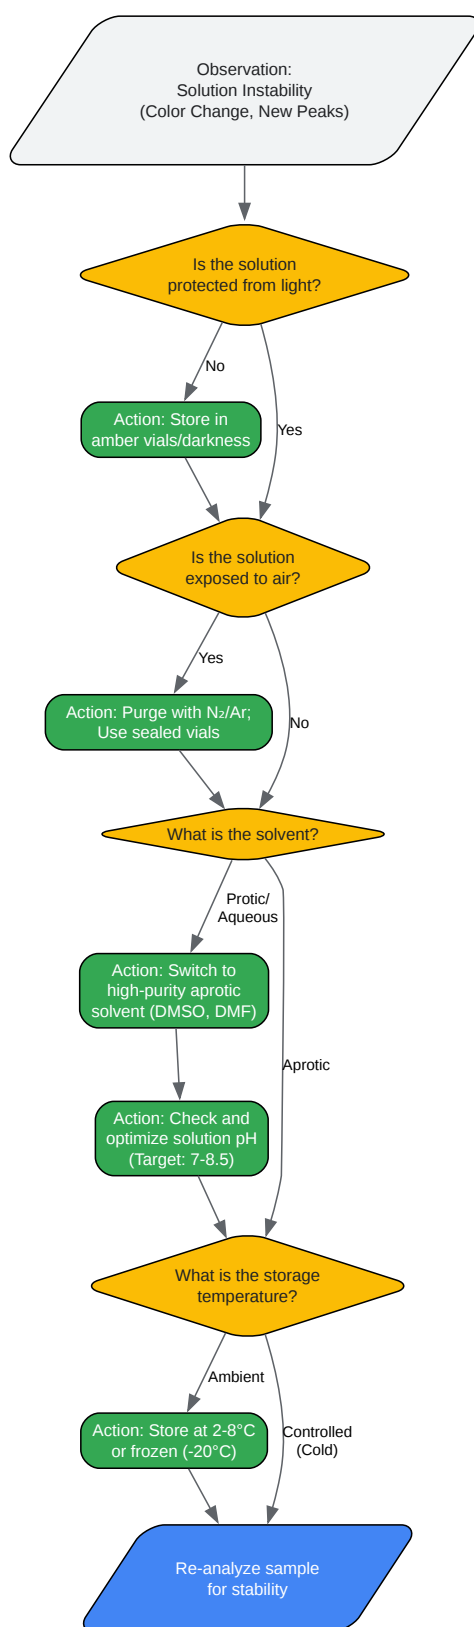 Observation:
Solution Instability
(Color Change, New Peaks)
Is the solution
protected from light?
No
Action: Store in
amber vials/darkness
Yes
Is the solution
exposed to air?
Yes
Action: Purge with N₂/Ar;
Use sealed vials
No
What is the solvent?
Protic/
Aqueous
Action: Switch to
high-purity aprotic
solvent (DMSO, DMF)
Aprotic
Action: Check and
optimize solution pH
(Target: 7-8.5)
What is the storage
temperature?
Ambient
Action: Store at 2-8°C
or frozen (-20°C)
Controlled
(Cold)
Re-analyze sample
for stability